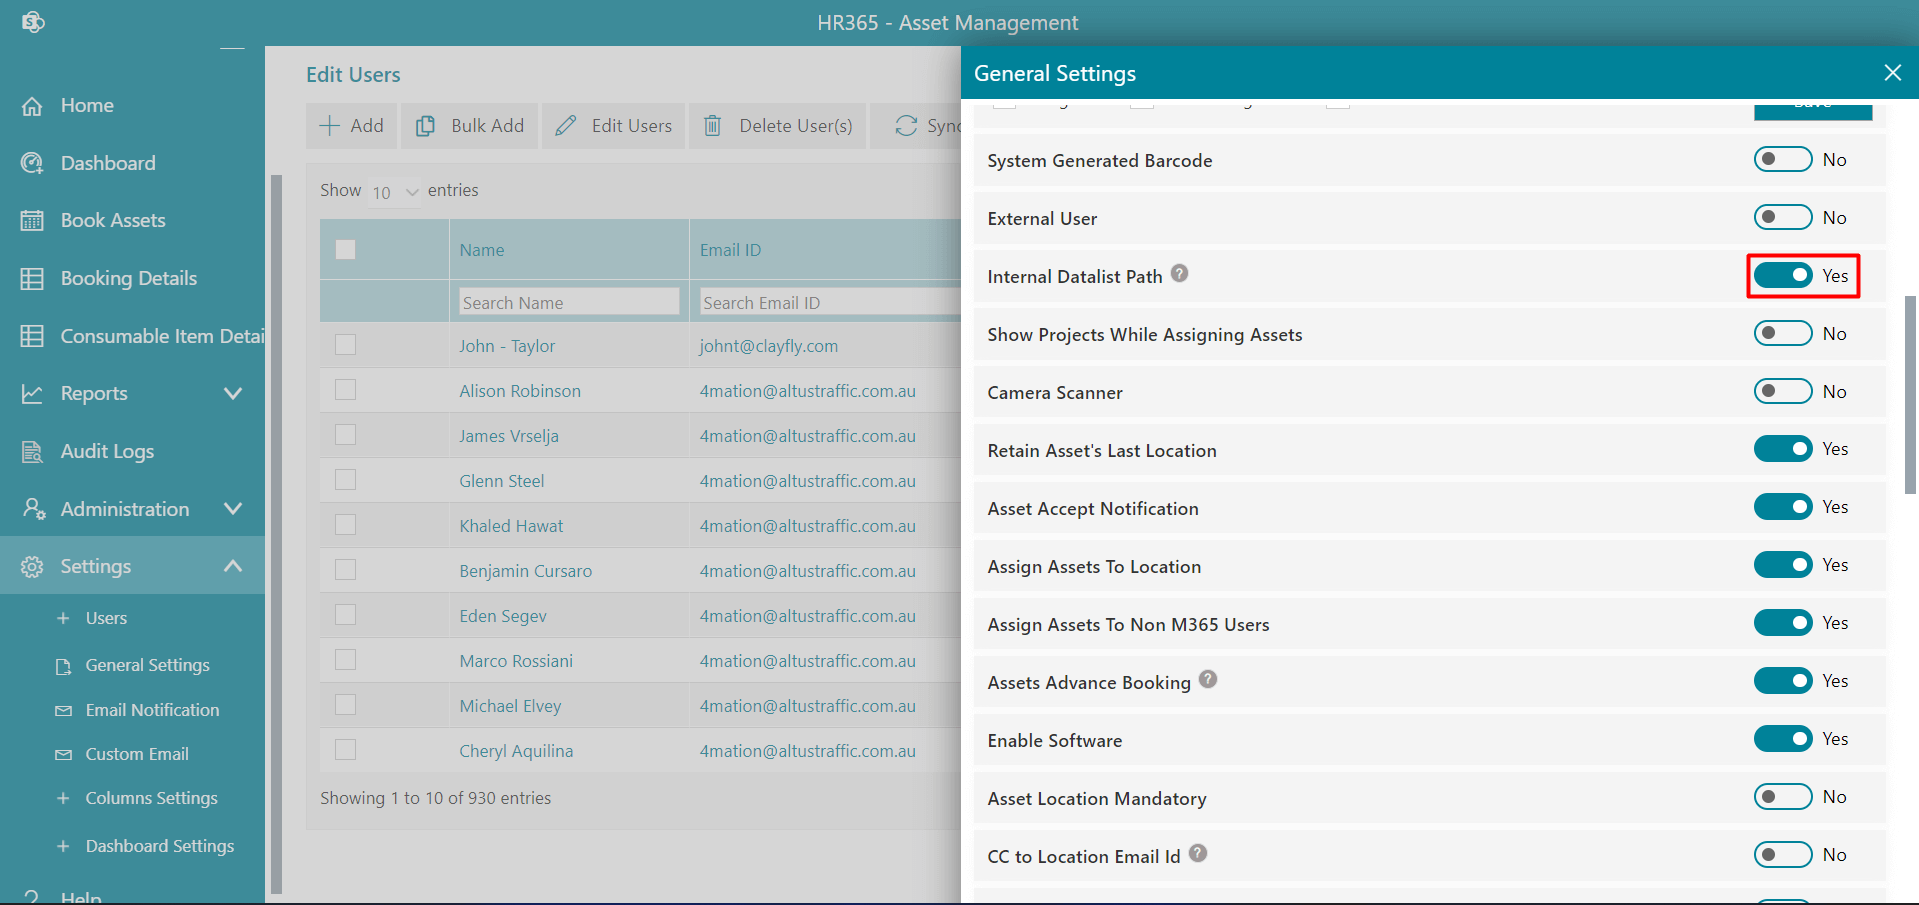 HR365 - Asset Management
Home
Dashboard
Book Assets
Booking Details
Consumable Item Detai
Reports
Audit Logs
Administration
Settings
Users
General Settings
Email Notification
Custom Email
Columns Settings
Dashboard Settings
Help
Edit Users
Add
Bulk Add
Edit Users
Delete User(s)
Sync
Show 10 entries
Name Email ID
Search Name Search Email ID
John - Taylor johnt@clayfly.com
Alison Robinson 4mation@altustraffic.com.au
James Vrselja 4mation@altustraffic.com.au
Glenn Steel 4mation@altustraffic.com.au
Khaled Hawat 4mation@altustraffic.com.au
Benjamin Cursaro 4mation@altustraffic.com.au
Eden Segev 4mation@altustraffic.com.au
Marco Rossiani 4mation@altustraffic.com.au
Michael Elvey 4mation@altustraffic.com.au
Cheryl Aquilina 4mation@altustraffic.com.au
Showing 1 to 10 of 930 entries
General Settings
Save
System Generated Barcode No
External User No
Internal Datalist Path ? Yes
Show Projects While Assigning Assets No
Camera Scanner No
Retain Asset's Last Location Yes
Asset Accept Notification Yes
Assign Assets To Location Yes
Assign Assets To Non M365 Users Yes
Assets Advance Booking ? Yes
Enable Software Yes
Asset Location Mandatory No
CC to Location Email Id ? No